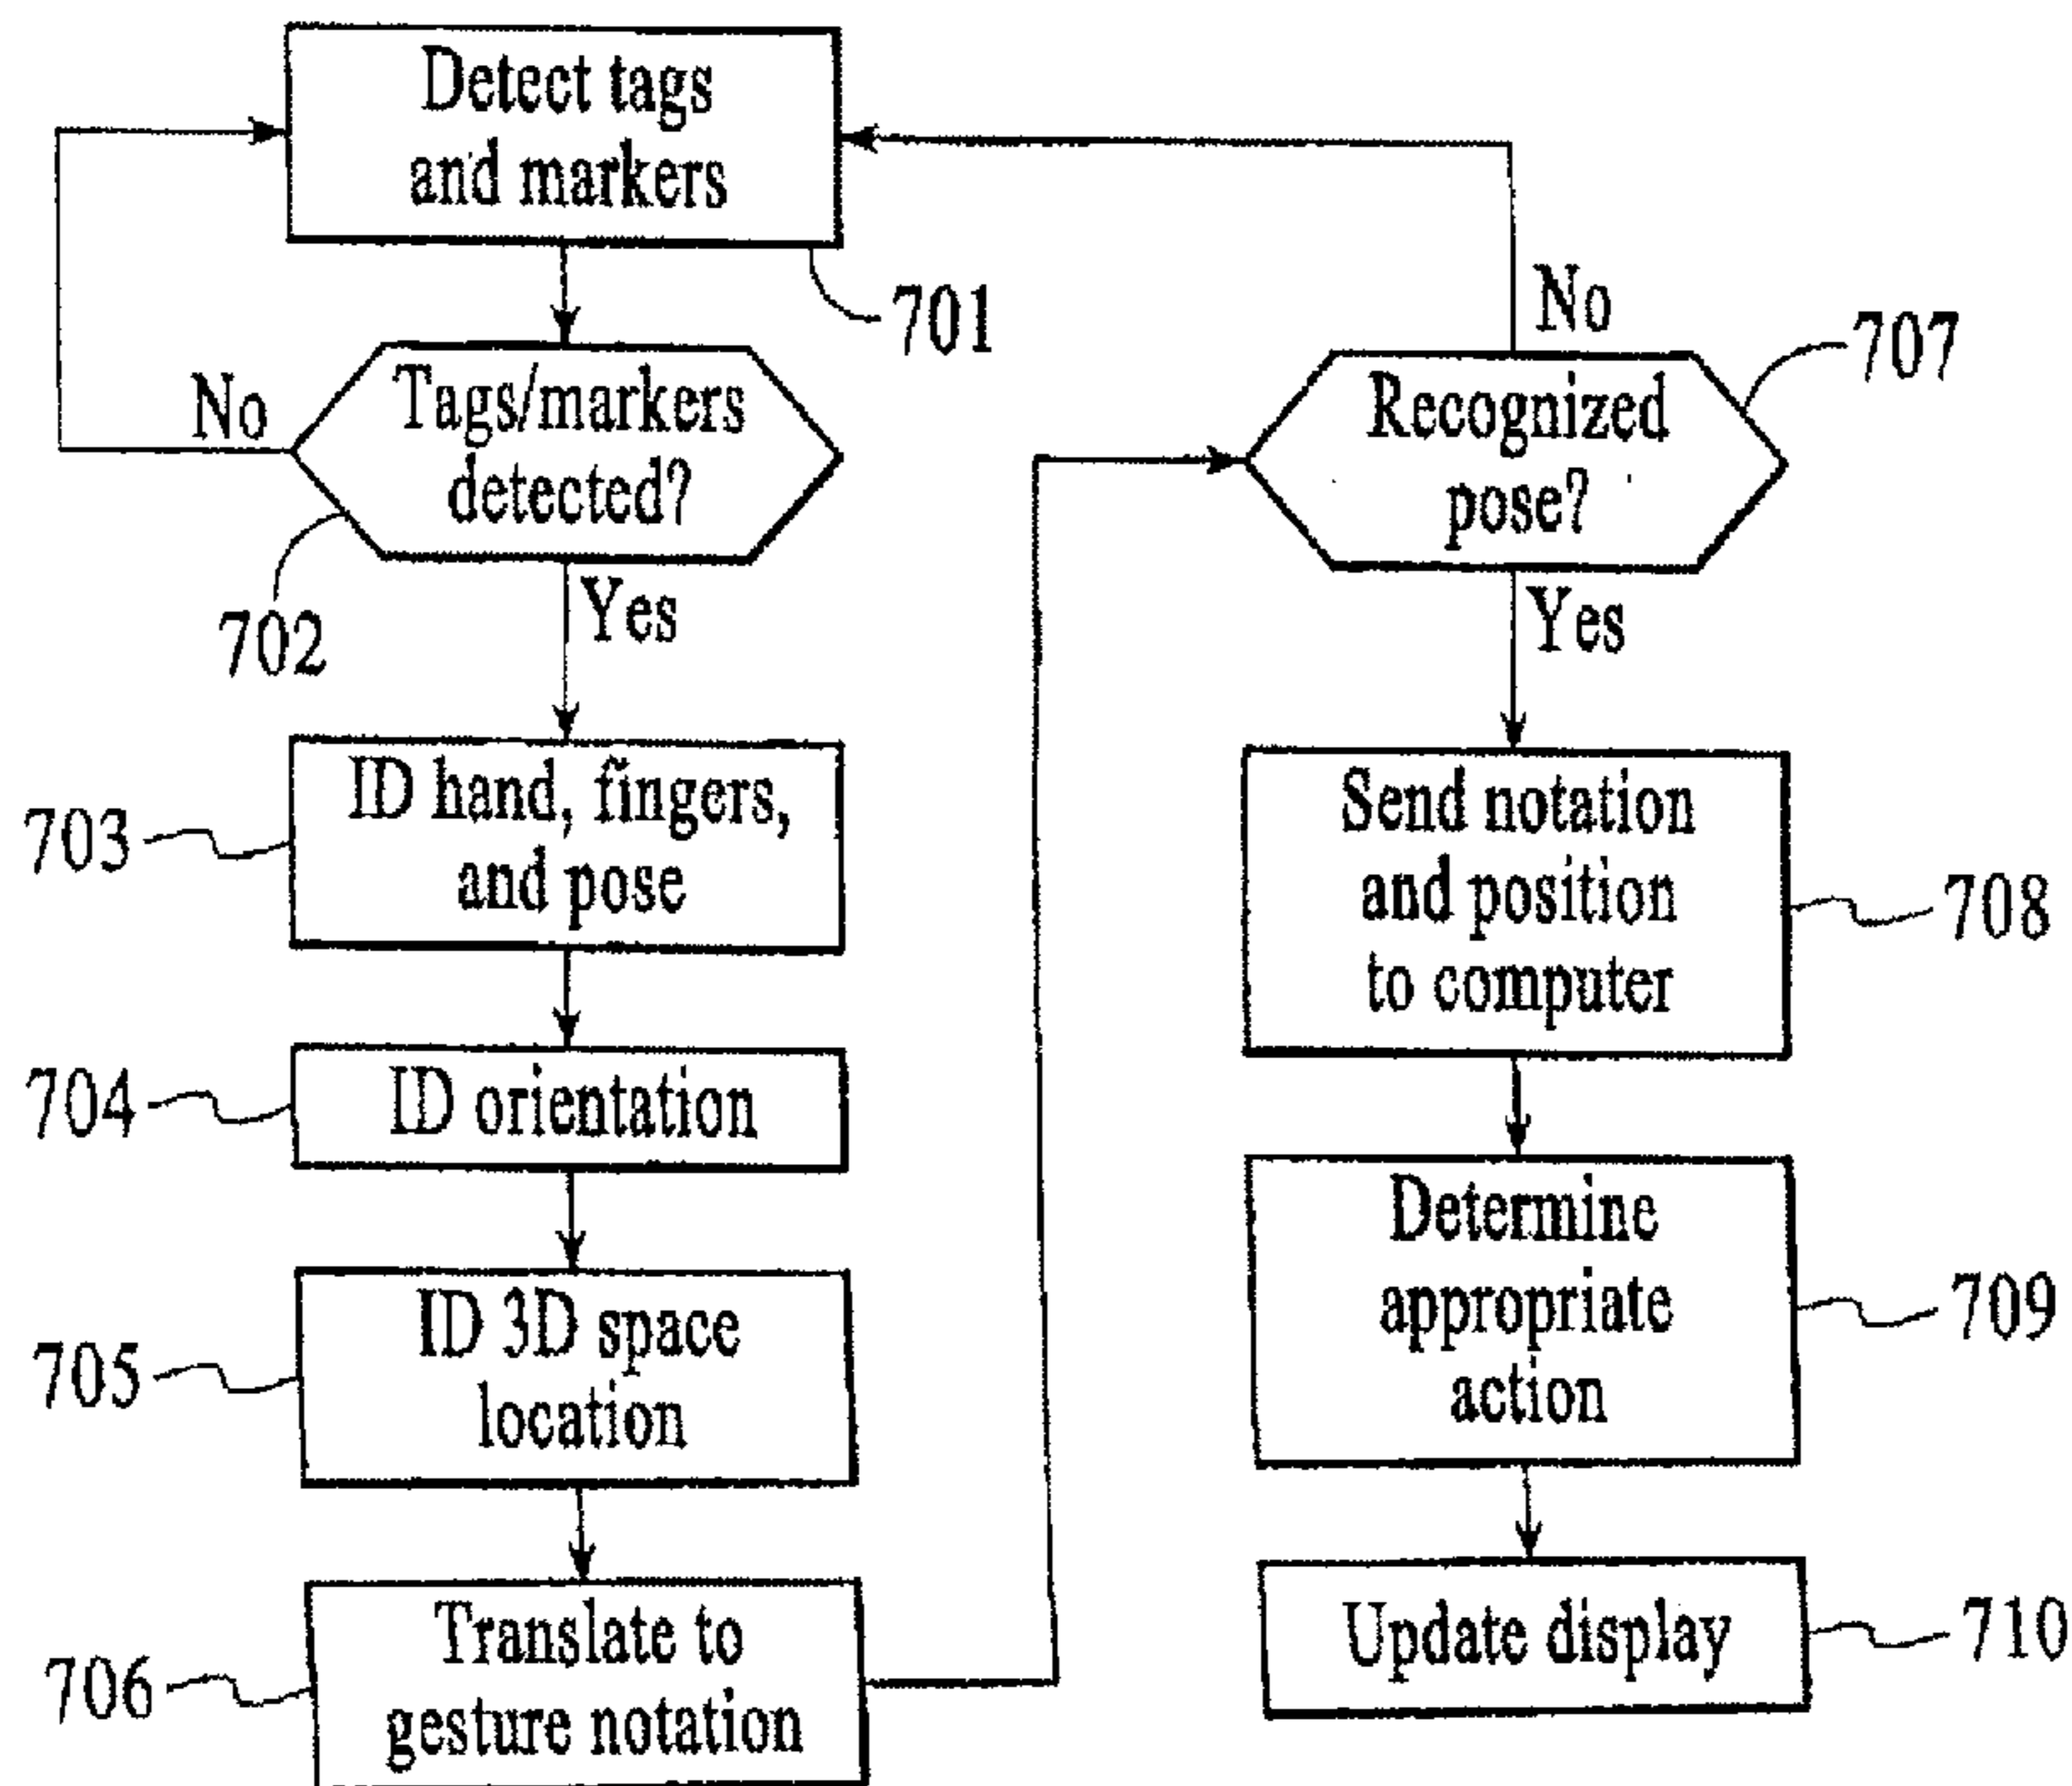 Detect tags
and markers
701
No
Tags/markers
detected?
702
Yes
703
ID hand, fingers,
and pose
704
ID orientation
705
ID 3D space
location
706
Translate to
gesture notation
No
707
Recognized
pose?
Yes
Send notation
and position
to computer
708
Determine
appropriate
action
709
Update display
710